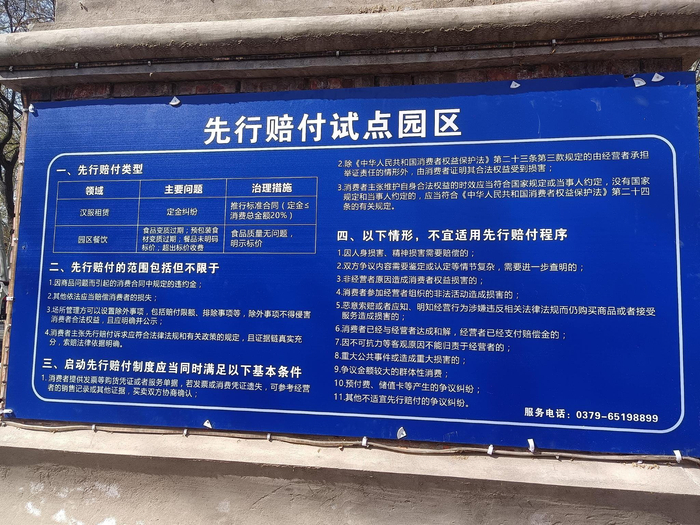 先行赔付试点园区
一、先行赔付类型
领域 主要问题 治理措施
汉服租赁 定金纠纷 推行标准合同（定金≤
消费总金额20%）
园区餐饮 食品变质过期；预包装食
材变质过期；餐品未明码
标价，超出标价收费 食品质量无问题，
明示标价
二、先行赔付的范围包括但不限于
1.因商品问题而引起的消费合同中规定的违约金；
2.其他依法应当赔偿消费者的损失；
3.场所管理方可以设置除外事项，包括赔付限额、排除事项等，除外事项不得侵害
消费者合法权益，且应明确并公示；
4.消费者主张先行赔付诉求应符合法律法规和有关政策的规定，且证据链真实充
分，索赔法律依据明确。
三、启动先行赔付制度应当同时满足以下基本条件
1.消费者提供发票等购货凭证或者服务单据，若发票或消费凭证遗失，可参考经营
者的销售记录或其他证据，买卖双方协商确认；
2.除《中华人民共和国消费者权益保护法》第二十三条第三款规定的由经营者承担
举证责任的情形外，由消费者证明其合法权益受到损害；
3.消费者主张维护自身合法权益的时效应当符合国家规定或当事人约定，没有国家
规定和当事人约定的，应当符合《中华人民共和国消费者权益保护法》第二十四
条的有关规定。
四、以下情形，不宜适用先行赔付程序
1.因人身损害、精神损害需要赔偿的；
2.双方争议内容需要鉴定或认定等情节复杂，需要进一步查明的；
3.非经营者原因造成消费者权益损害的；
4.消费者参加经营者组织的非法活动造成损害的；
5.恶意索赔或者应知、明知经营行为涉嫌违反相关法律法规而仍购买商品或者接受
服务造成损害的；
6.消费者已经与经营者达成和解，经营者已经支付赔偿金的；
7.因不可抗力等客观原因不能归责于经营者的；
8.重大公共事件或造成重大损害的；
9.争议金额较大的群体性消费；
10.预付费、储值卡等产生的争议纠纷；
11.其他不适宜先行赔付的争议纠纷。
服务电话：0379-65198899